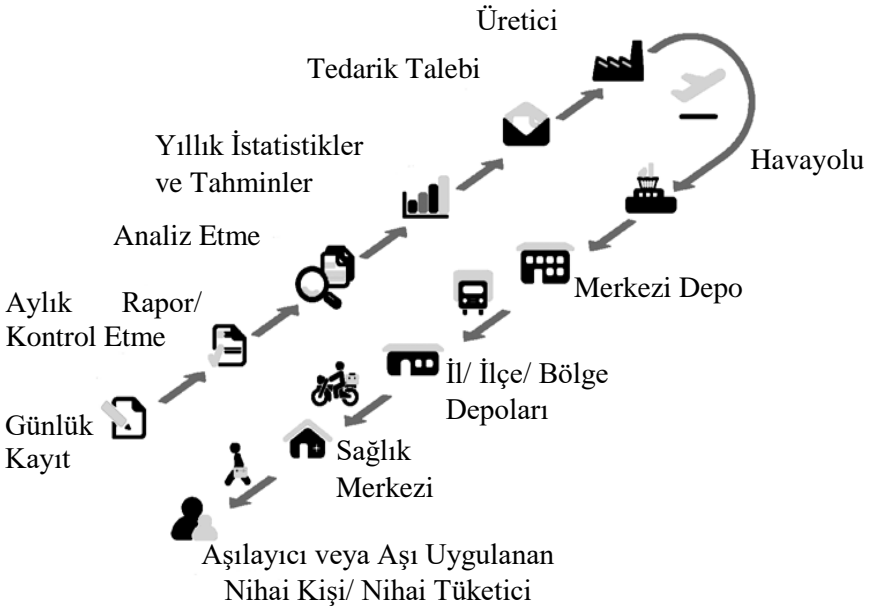 Üretici
Tedarik Talebi
Yıllık İstatistikler
ve Tahminler
Havayolu
Analiz Etme
Merkezi Depo
Aylık Rapor/
Kontrol Etme
İl/ İlçe/ Bölge
Depoları
Günlük
Kayıt
Sağlık
Merkezi
Aşılayıcı veya Aşı Uygulanan
Nihai Kişi/ Nihai Tüketici